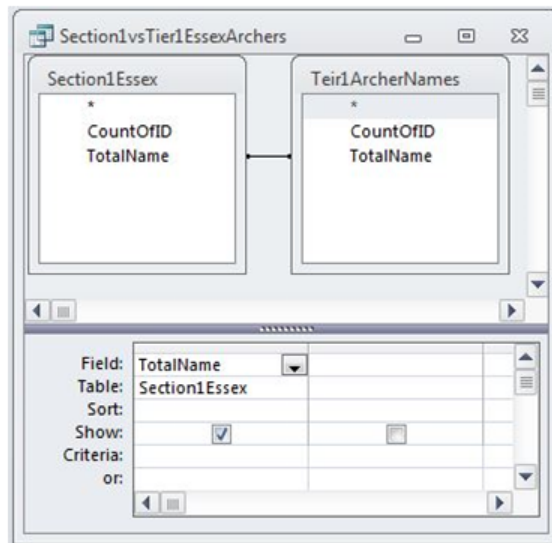 Section1vsTier1EssexArchers
Section1Essex
*
CountOfID
TotalName
Teir1ArcherNames
*
CountOfID
TotalName
Field: TotalName
Table: Section1Essex
Sort:
Show:
Criteria:
or: